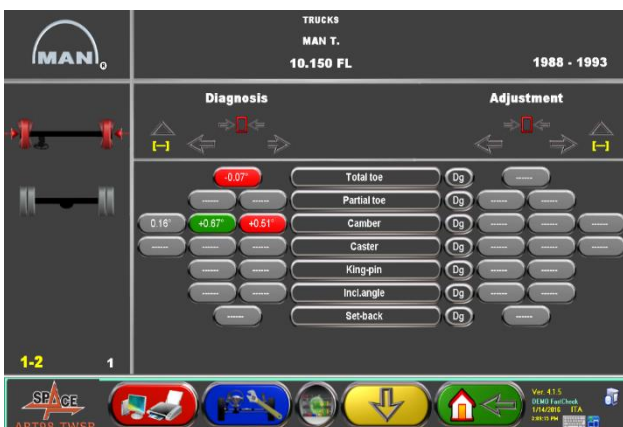 TRUCKS
MAN T.
10.150 FL
1988 - 1993
MAN
®
Diagnosis
Adjustment
[--]
[--]
-0.07° Total toe Dg ------
------ ------ Partial toe Dg ------ ------
0.16° +0.67° +0.51° Camber Dg ------ ------ ------
------ ------ ------ Caster Dg ------ ------ ------
------ ------ King-pin Dg ------ ------
------ ------ Incl.angle Dg ------ ------
------ Set-back Dg ------
1-2 1
SPACE
ART98 TWSR
Ver. 4.1.5
DEMO FastCheck
1/14/2016 ITA